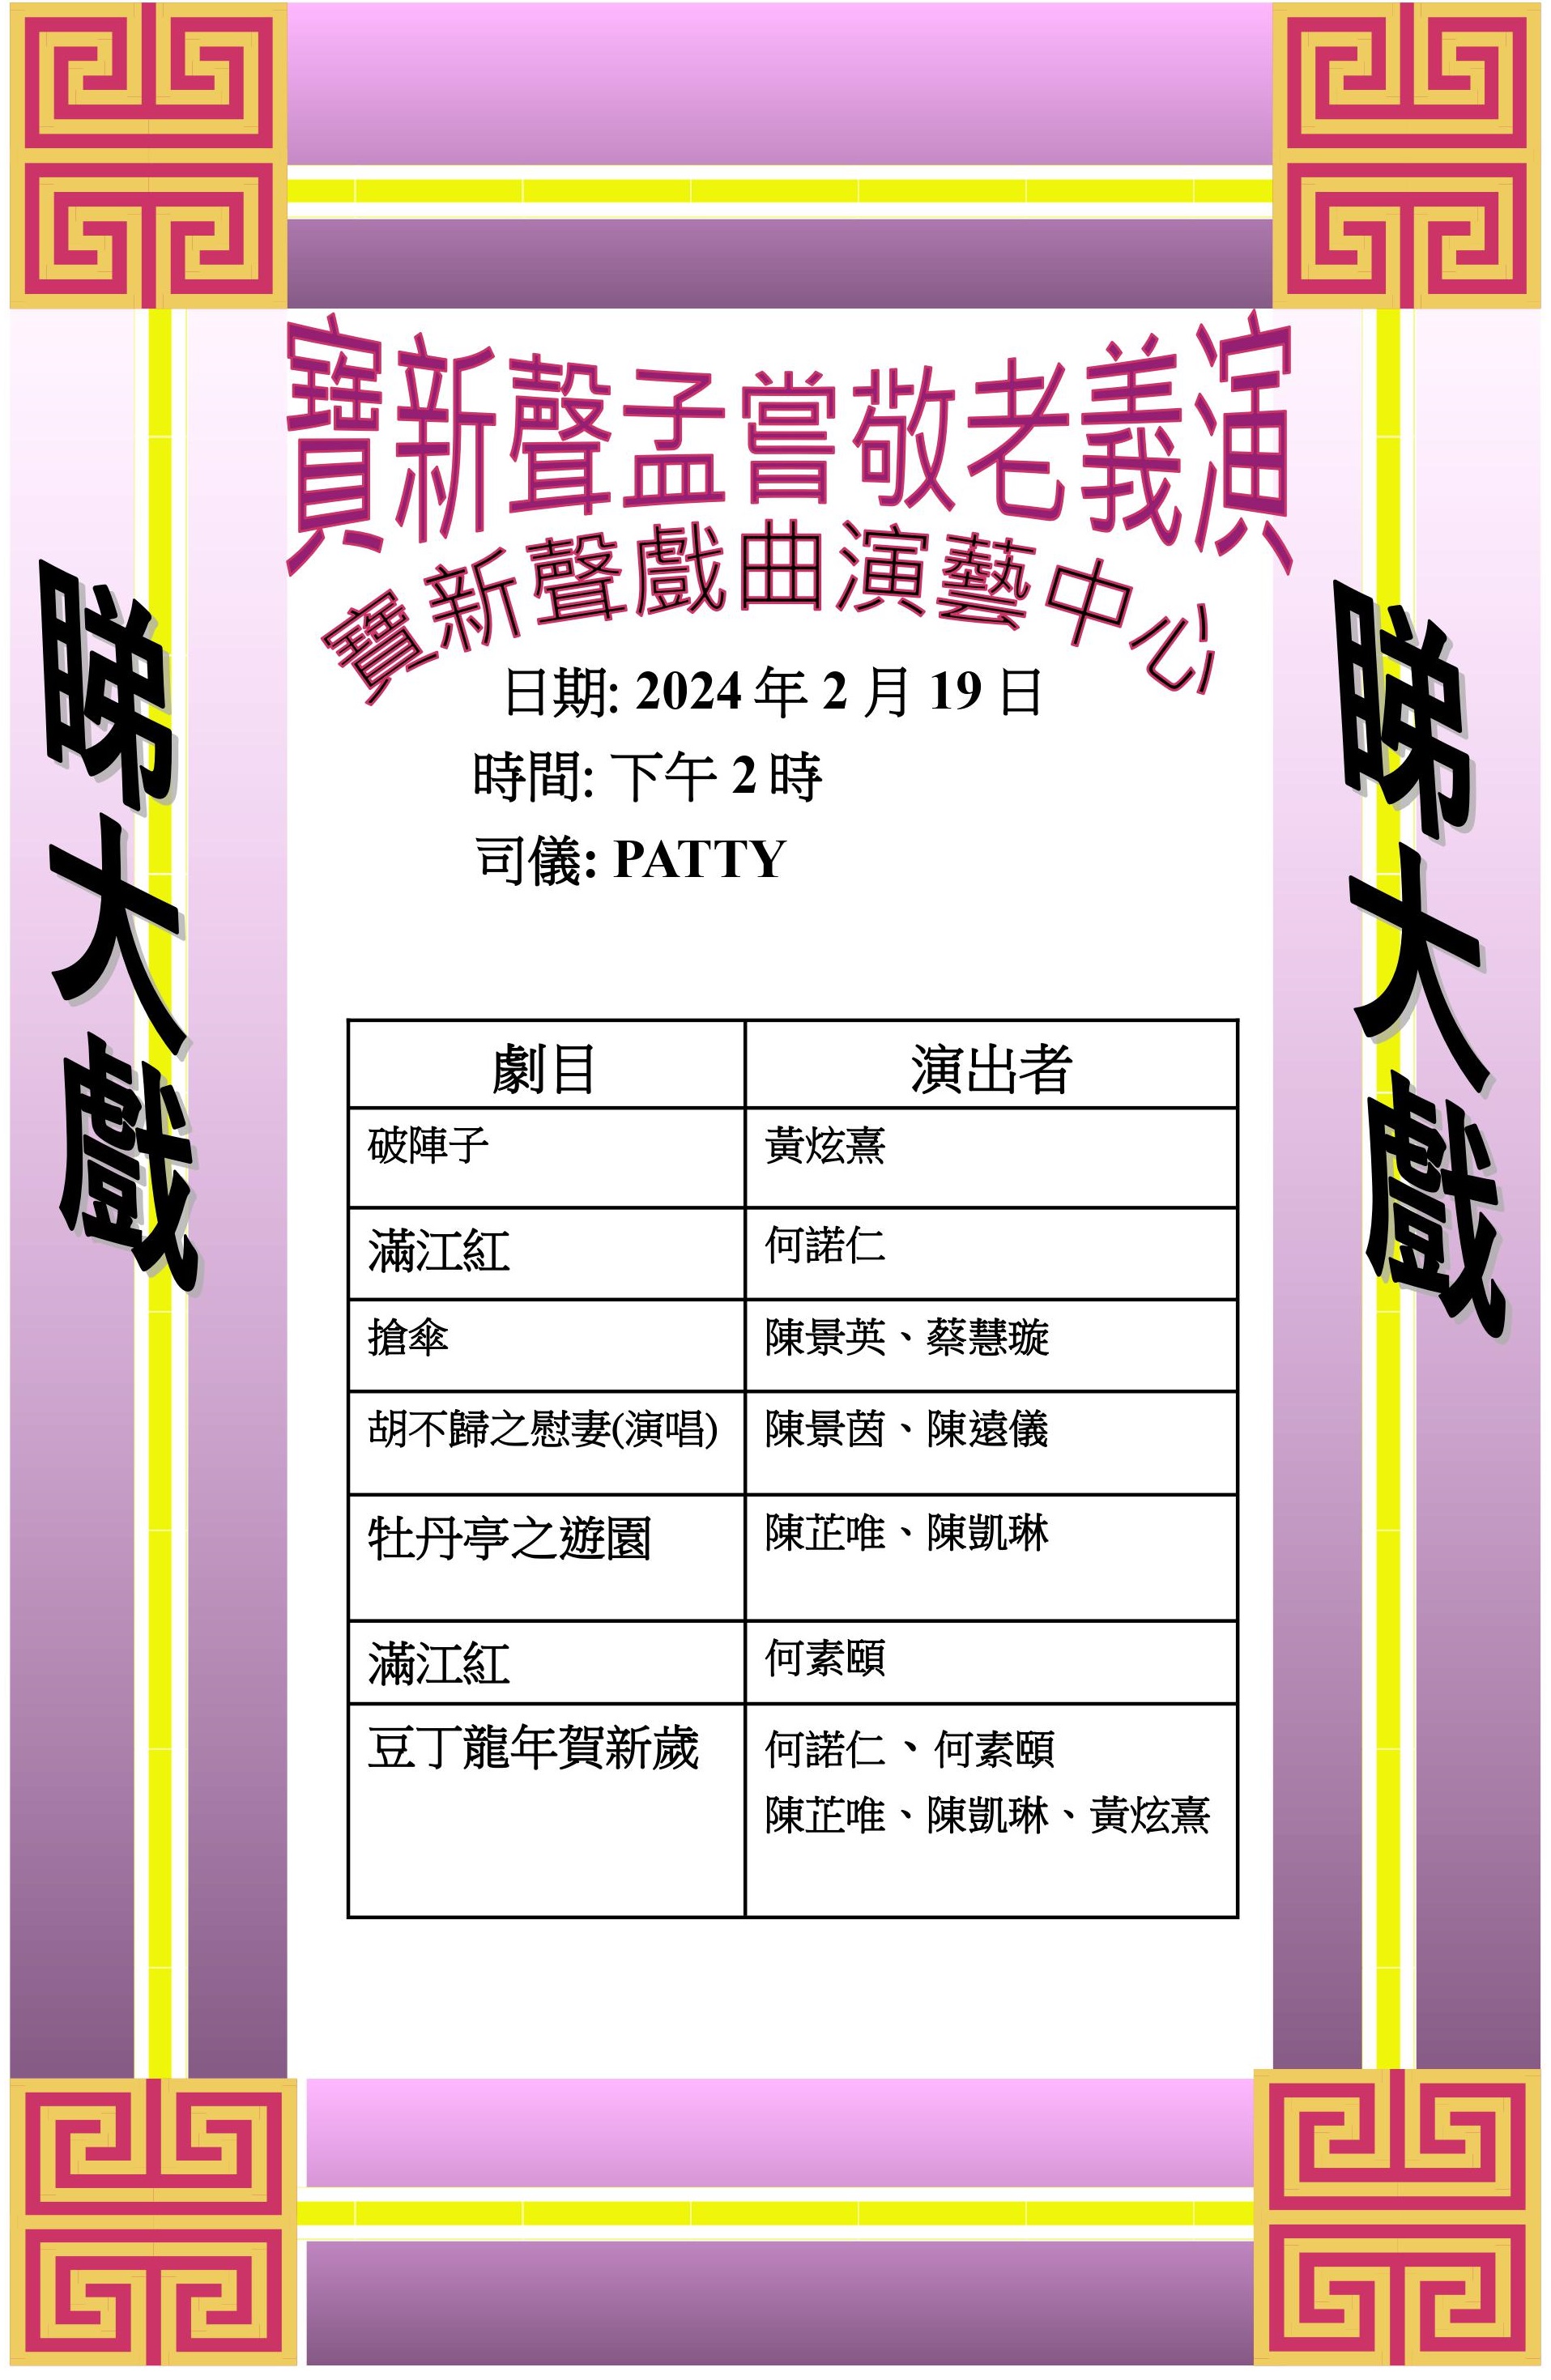 寶新聲孟嘗敬老義演
寶新聲戲曲演藝中心
睇大戲
睇大戲
日期: 2024 年 2 月 19 日
時間: 下午 2 時
司儀: PATTY
劇目 演出者
破陣子 黃炫熹
滿江紅 何諾仁
搶傘 陳景英、蔡慧璇
胡不歸之慰妻(演唱) 陳景茵、陳遠儀
牡丹亭之遊園 陳芷唯、陳凱琳
滿江紅 何素頤
豆丁龍年賀新歲 何諾仁、何素頤
陳芷唯、陳凱琳、黃炫熹